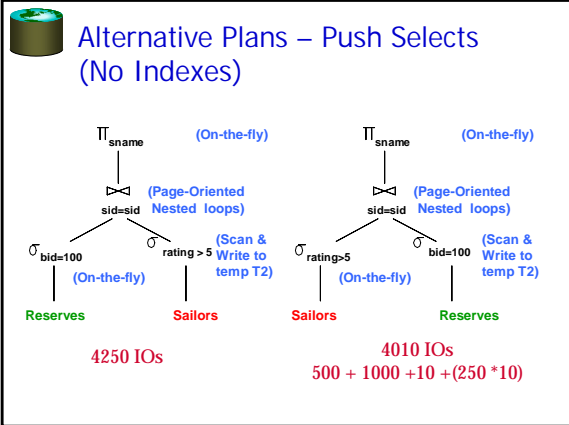 Alternative Plans – Push Selects
(No Indexes)
∏ sname (On-the-fly)
⋈ (Page-Oriented
sid=sid Nested loops)
σ bid=100 (On-the-fly)
σ rating > 5 (Scan &
Write to
temp T2)
Reserves
Sailors
4250 IOs
∏ sname (On-the-fly)
⋈ (Page-Oriented
sid=sid Nested loops)
σ rating>5 (On-the-fly)
σ bid=100 (Scan &
Write to
temp T2)
Sailors
Reserves
4010 IOs
500 + 1000 +10 +(250 *10)